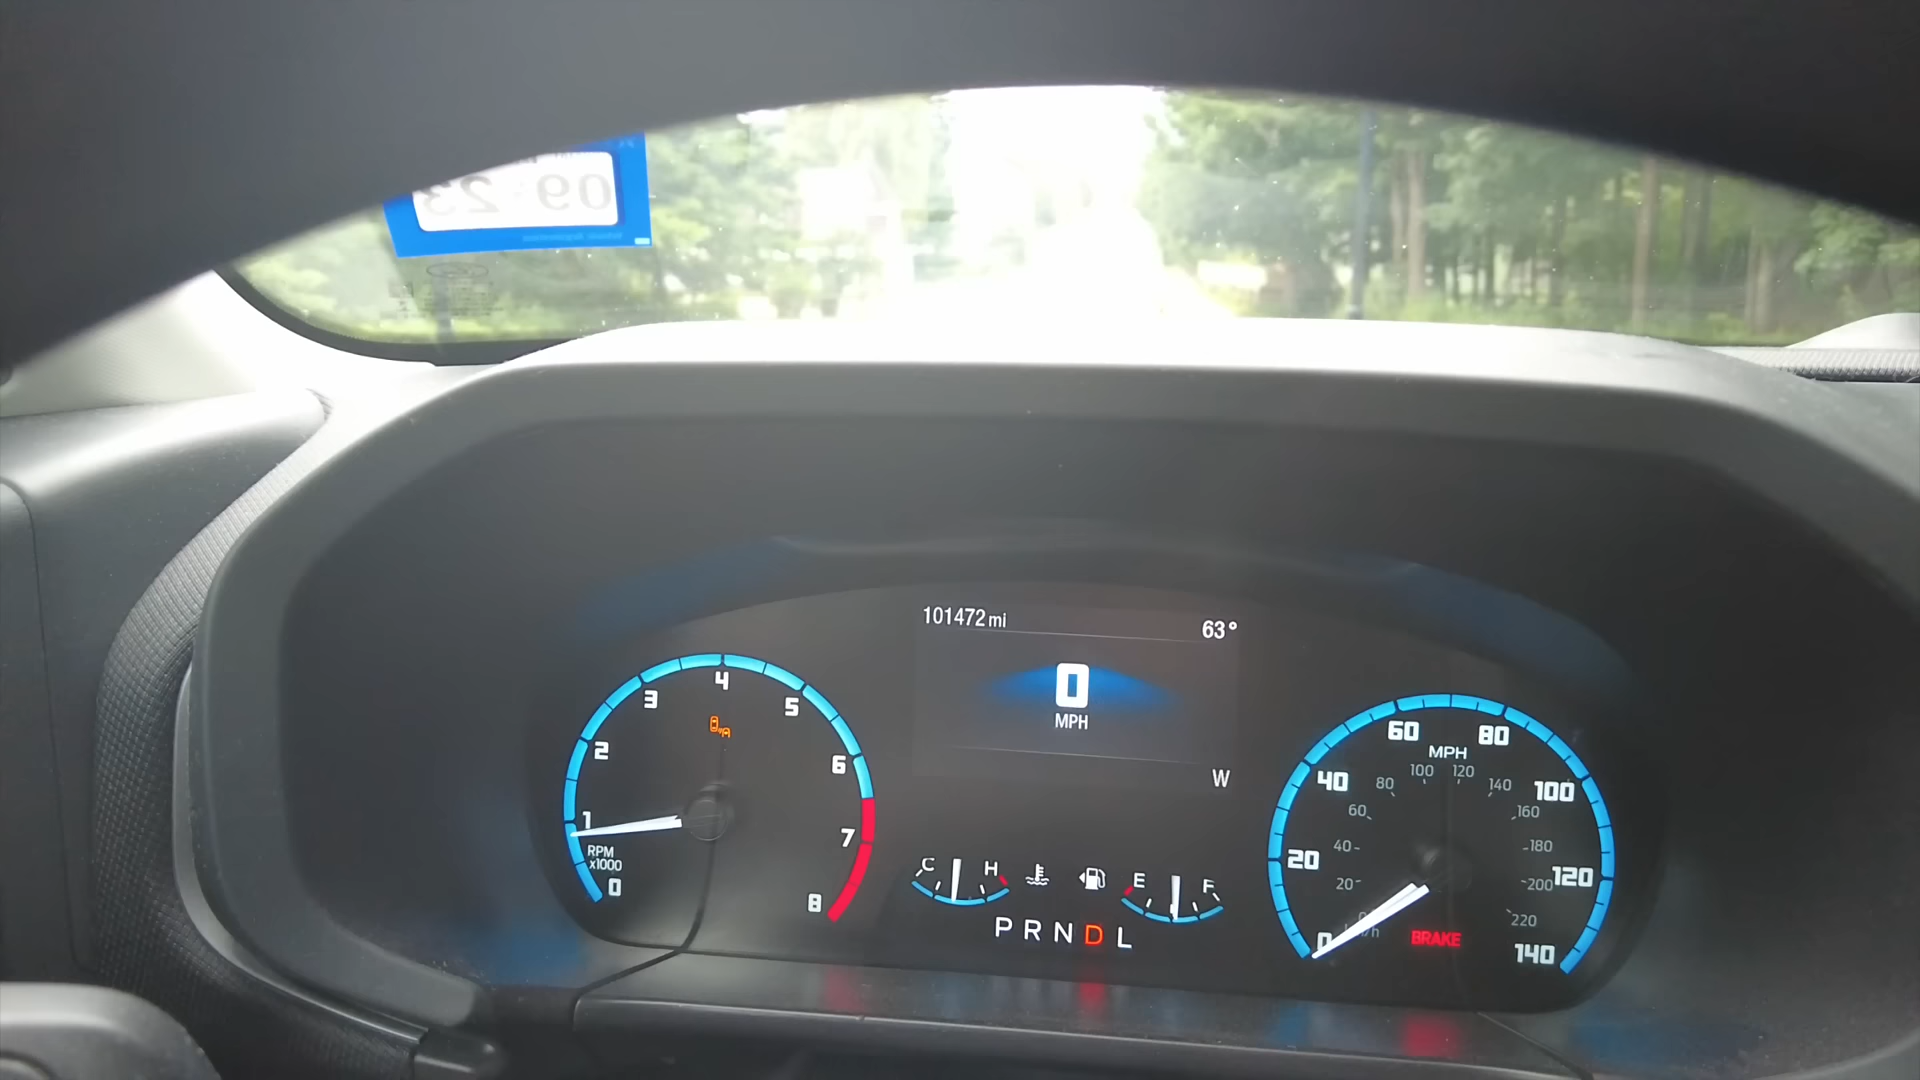 09 23
101472 mi
63°
0
MPH
W
0 1 2 3 4 5 6 7 8
RPM
x1000
C H
E F
P R N D L
0 20 40 60 80 100 120 140
MPH
20 40 60 80 100 120 140 160 180 200 220
BRAKE